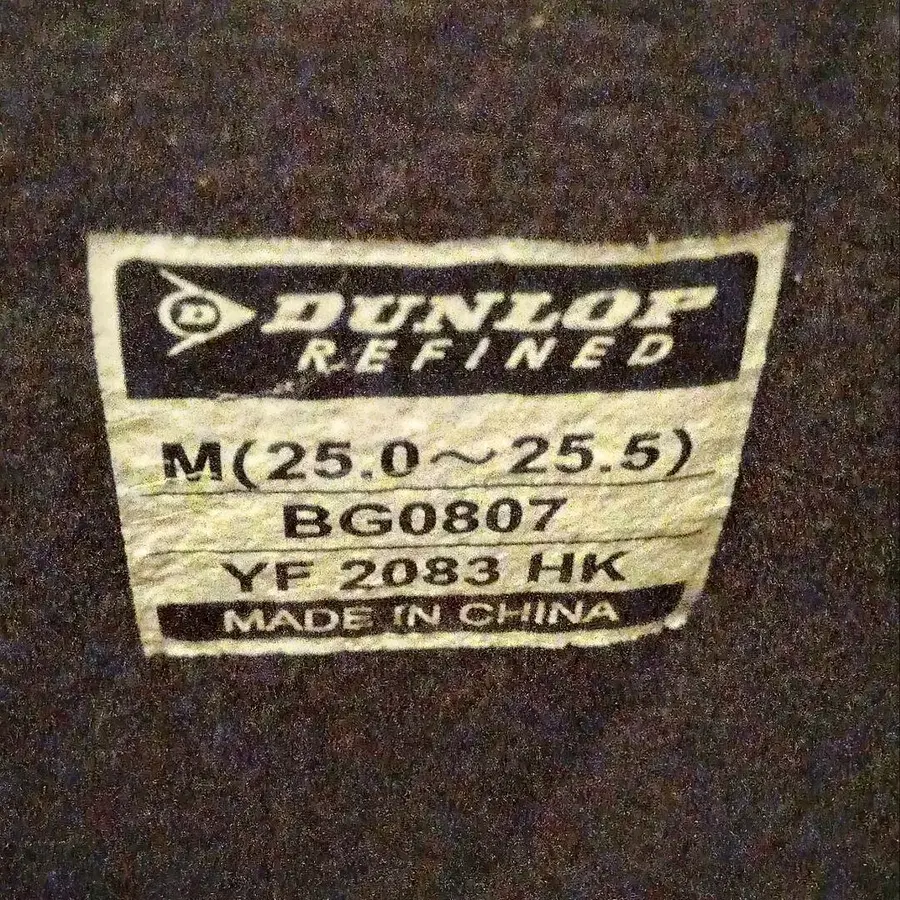 D DUNLOP
REFINED
M(25.0～25.5)
BG0807
YF 2083 HK
MADE IN CHINA